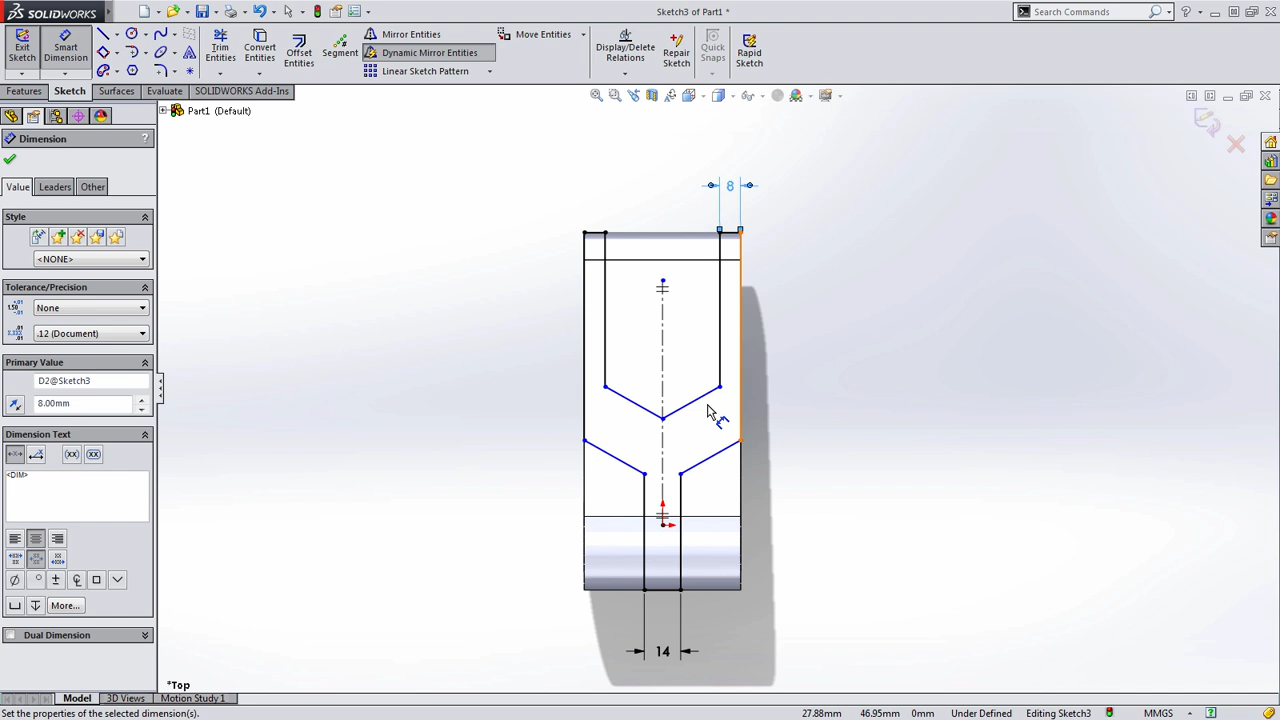 SOLIDWORKS
Sketch3 of Part1 *
Search Commands
Exit Sketch
Smart Dimension
Trim Entities
Convert Entities
Offset Entities
Segment
Mirror Entities
Dynamic Mirror Entities
Linear Sketch Pattern
Move Entities
Display/Delete Relations
Repair Sketch
Quick Snaps
Rapid Sketch
Features
Sketch
Surfaces
Evaluate
SOLIDWORKS Add-Ins
Part1 (Default)
Dimension
?
Value
Leaders
Other
Style
<NONE>
Tolerance/Precision
None
.12 (Document)
Primary Value
D2@Sketch3
8.00mm
Dimension Text
<DIM>
More...
Dual Dimension
8
14
*Top
Model
3D Views
Motion Study 1
Set the properties of the selected dimension(s).
27.88mm
46.95mm
0mm
Under Defined
Editing Sketch3
MMGS